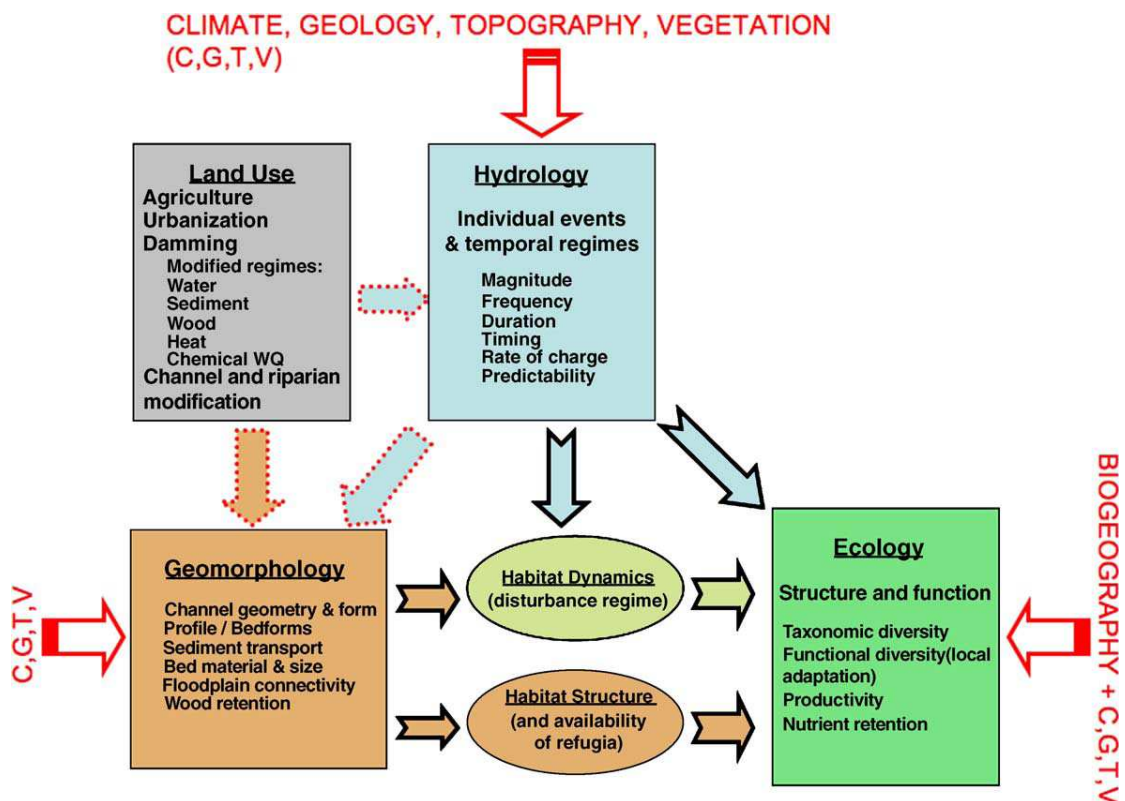 CLIMATE, GEOLOGY, TOPOGRAPHY, VEGETATION
(C,G,T,V)
Land Use
Agriculture
Urbanization
Damming
Modified regimes:
Water
Sediment
Wood
Heat
Chemical WQ
Channel and riparian
modification
Hydrology
Individual events
& temporal regimes
Magnitude
Frequency
Duration
Timing
Rate of charge
Predictability
C,G,T,V
Geomorphology
Channel geometry & form
Profile / Bedforms
Sediment transport
Bed material & size
Floodplain connectivity
Wood retention
Habitat Dynamics
(disturbance regime)
Habitat Structure
(and availability
of refugia)
Ecology
Structure and function
Taxonomic diversity
Functional diversity(local
adaptation)
Productivity
Nutrient retention
BIOGEOGRAPHY + C,G,T,V